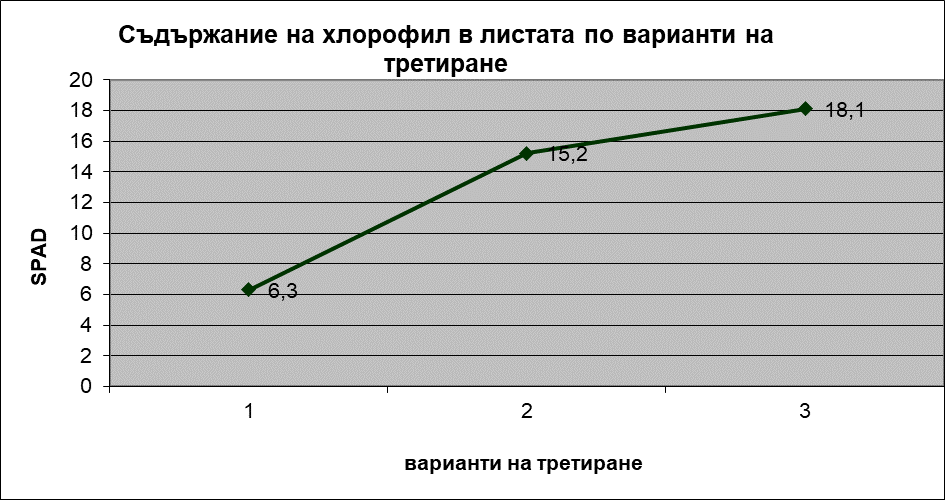 Съдържание на хлорофил в листата по варианти на
третиране
20
18
16
14
12
10
8
6
4
2
0
SPAD
6,3
15,2
18,1
1 2 3
варианти на третиране